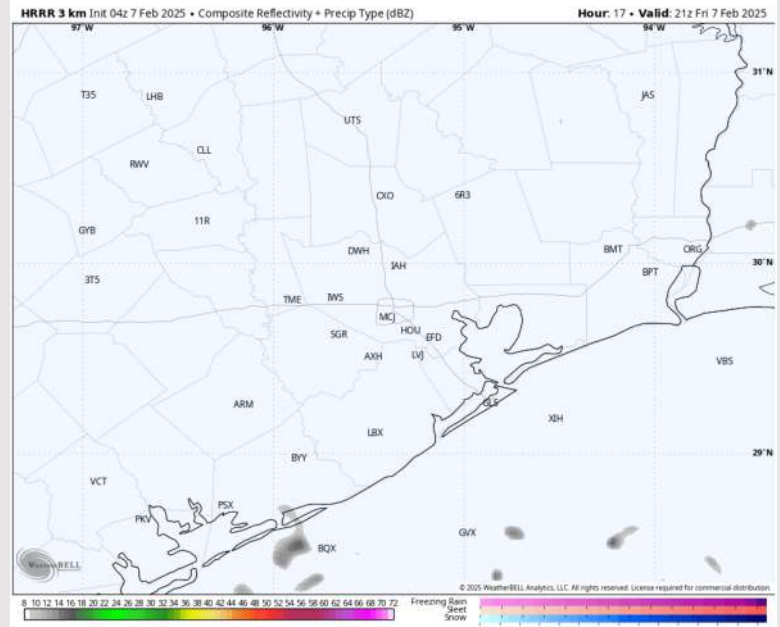 HRRR 3 km Init 04z 7 Feb 2025 • Composite Reflectivity + Precip Type (dBZ) Hour: 17 • Valid: 21z Fri 7 Feb 2025
97°W 96°W 95°W 94°W
31°N
T35 LHB JAS
UTS
CLL
RWV
CXO 6R3
11R
GYB
DWH BMT ORG
IAH 30°N
BPT
3T5
TME IWS
MCJ
SGR HOU EFD
AXH LVJ VBS
ARM GLS
XIH
LBX
BYY 29°N
VCT
PSX
PKV
GVX
BQX
WeatherBELL
© 2025 WeatherBELL Analytics, LLC. All rights reserved. License required for commercial distribution.
8 10 12 14 16 18 20 22 24 26 28 30 32 34 36 38 40 42 44 46 48 50 52 54 56 58 60 62 64 66 68 70 72
Freezing Rain
Sleet
Snow